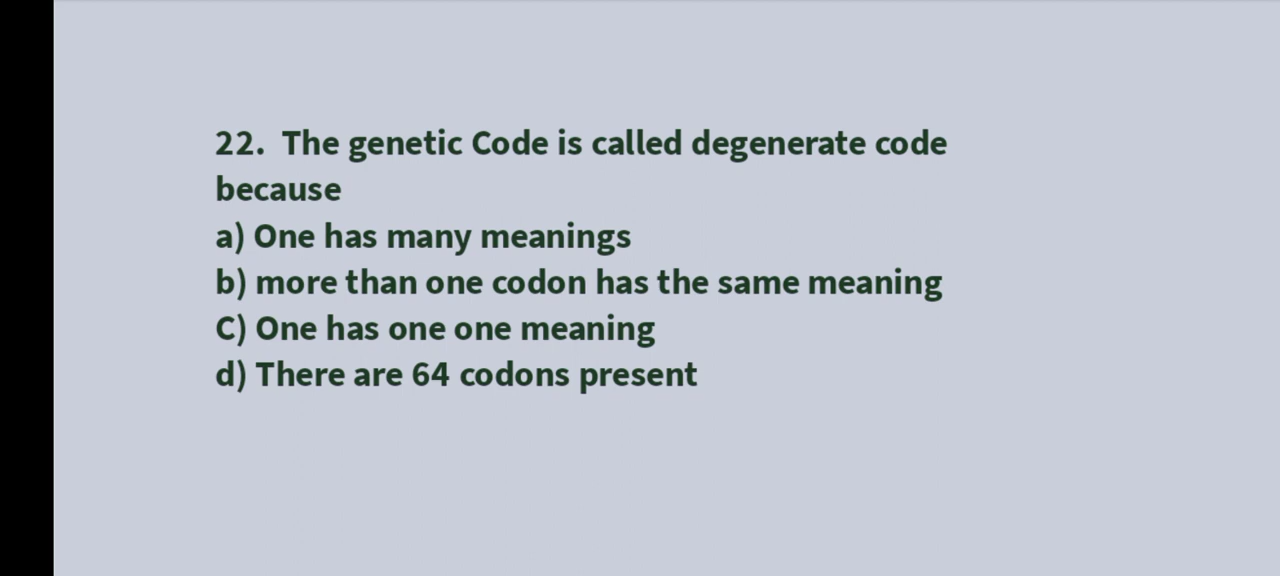 22. The genetic Code is called degenerate code
because
a) One has many meanings
b) more than one codon has the same meaning
C) One has one one meaning
d) There are 64 codons present